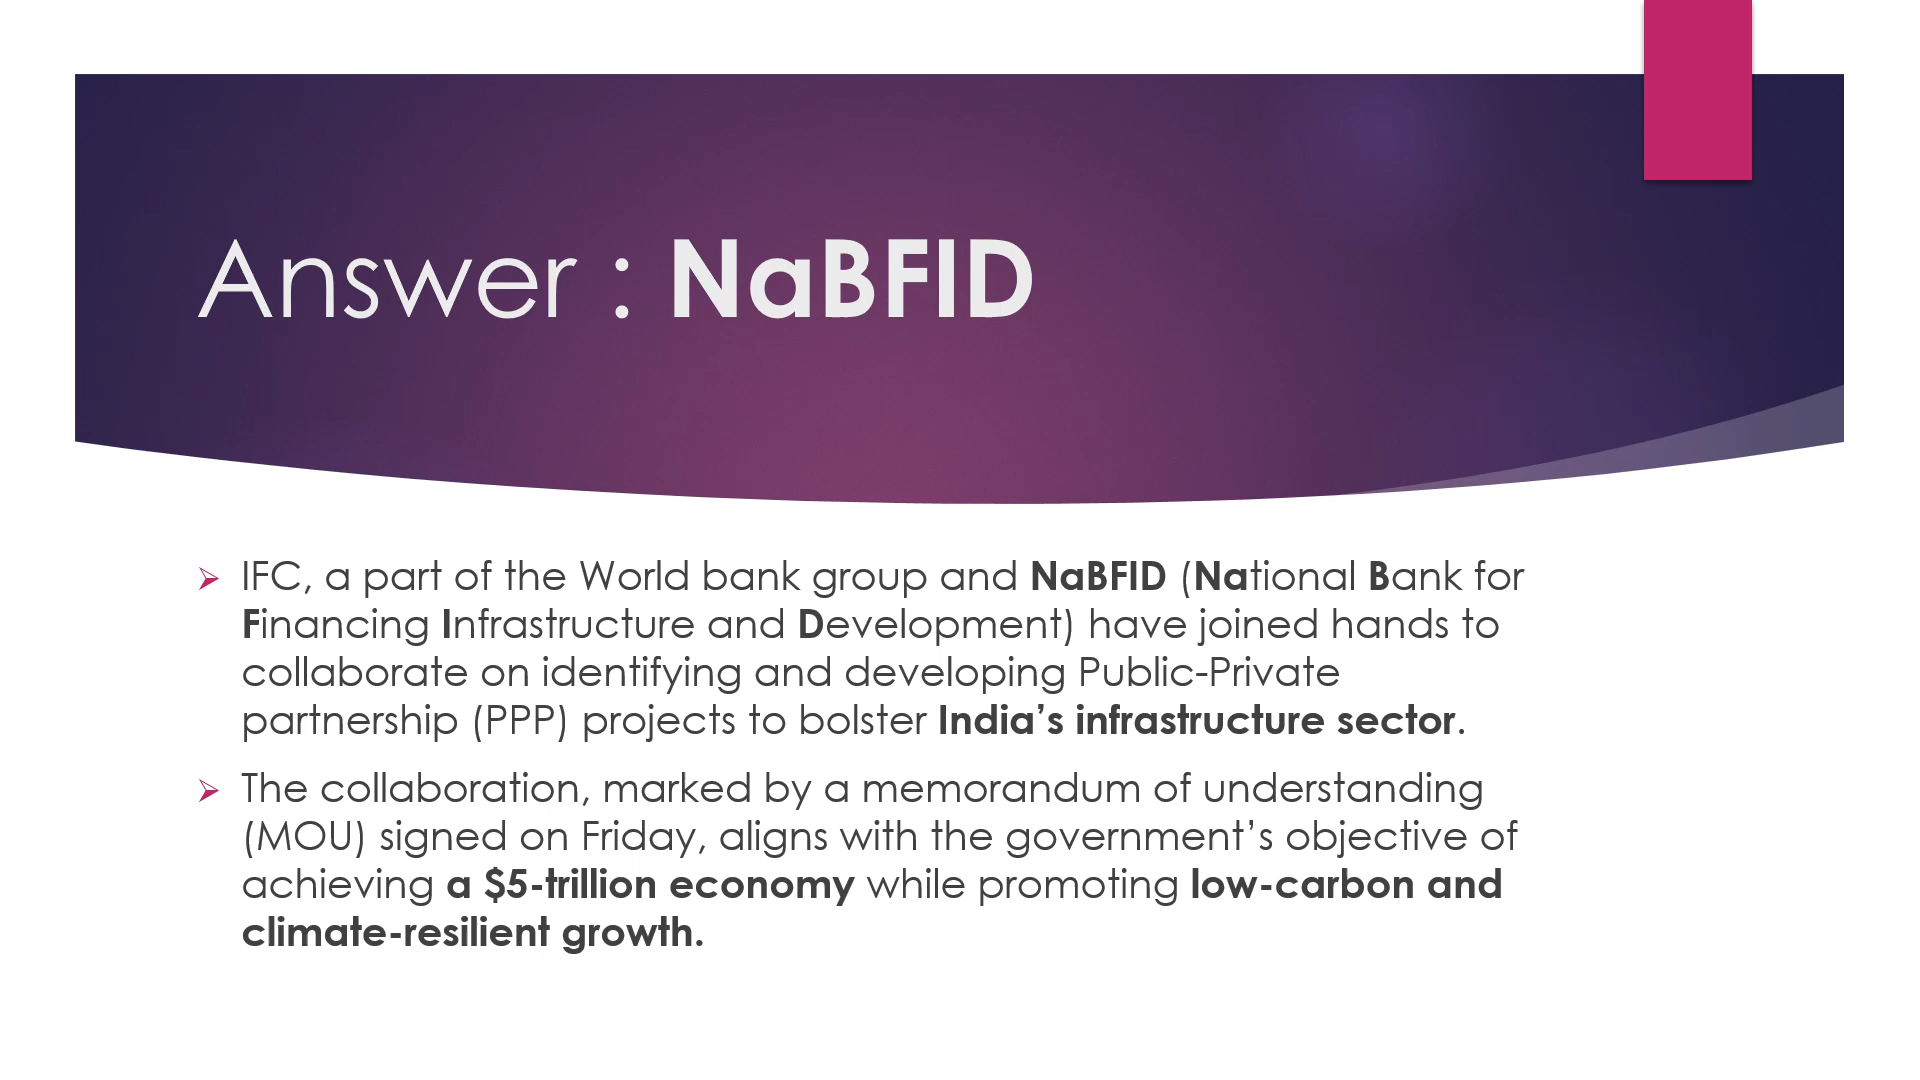 Answer : NaBFID
IFC, a part of the World bank group and NaBFID (National Bank for
Financing Infrastructure and Development) have joined hands to
collaborate on identifying and developing Public-Private
partnership (PPP) projects to bolster India’s infrastructure sector.
The collaboration, marked by a memorandum of understanding
(MOU) signed on Friday, aligns with the government’s objective of
achieving a $5-trillion economy while promoting low-carbon and
climate-resilient growth.